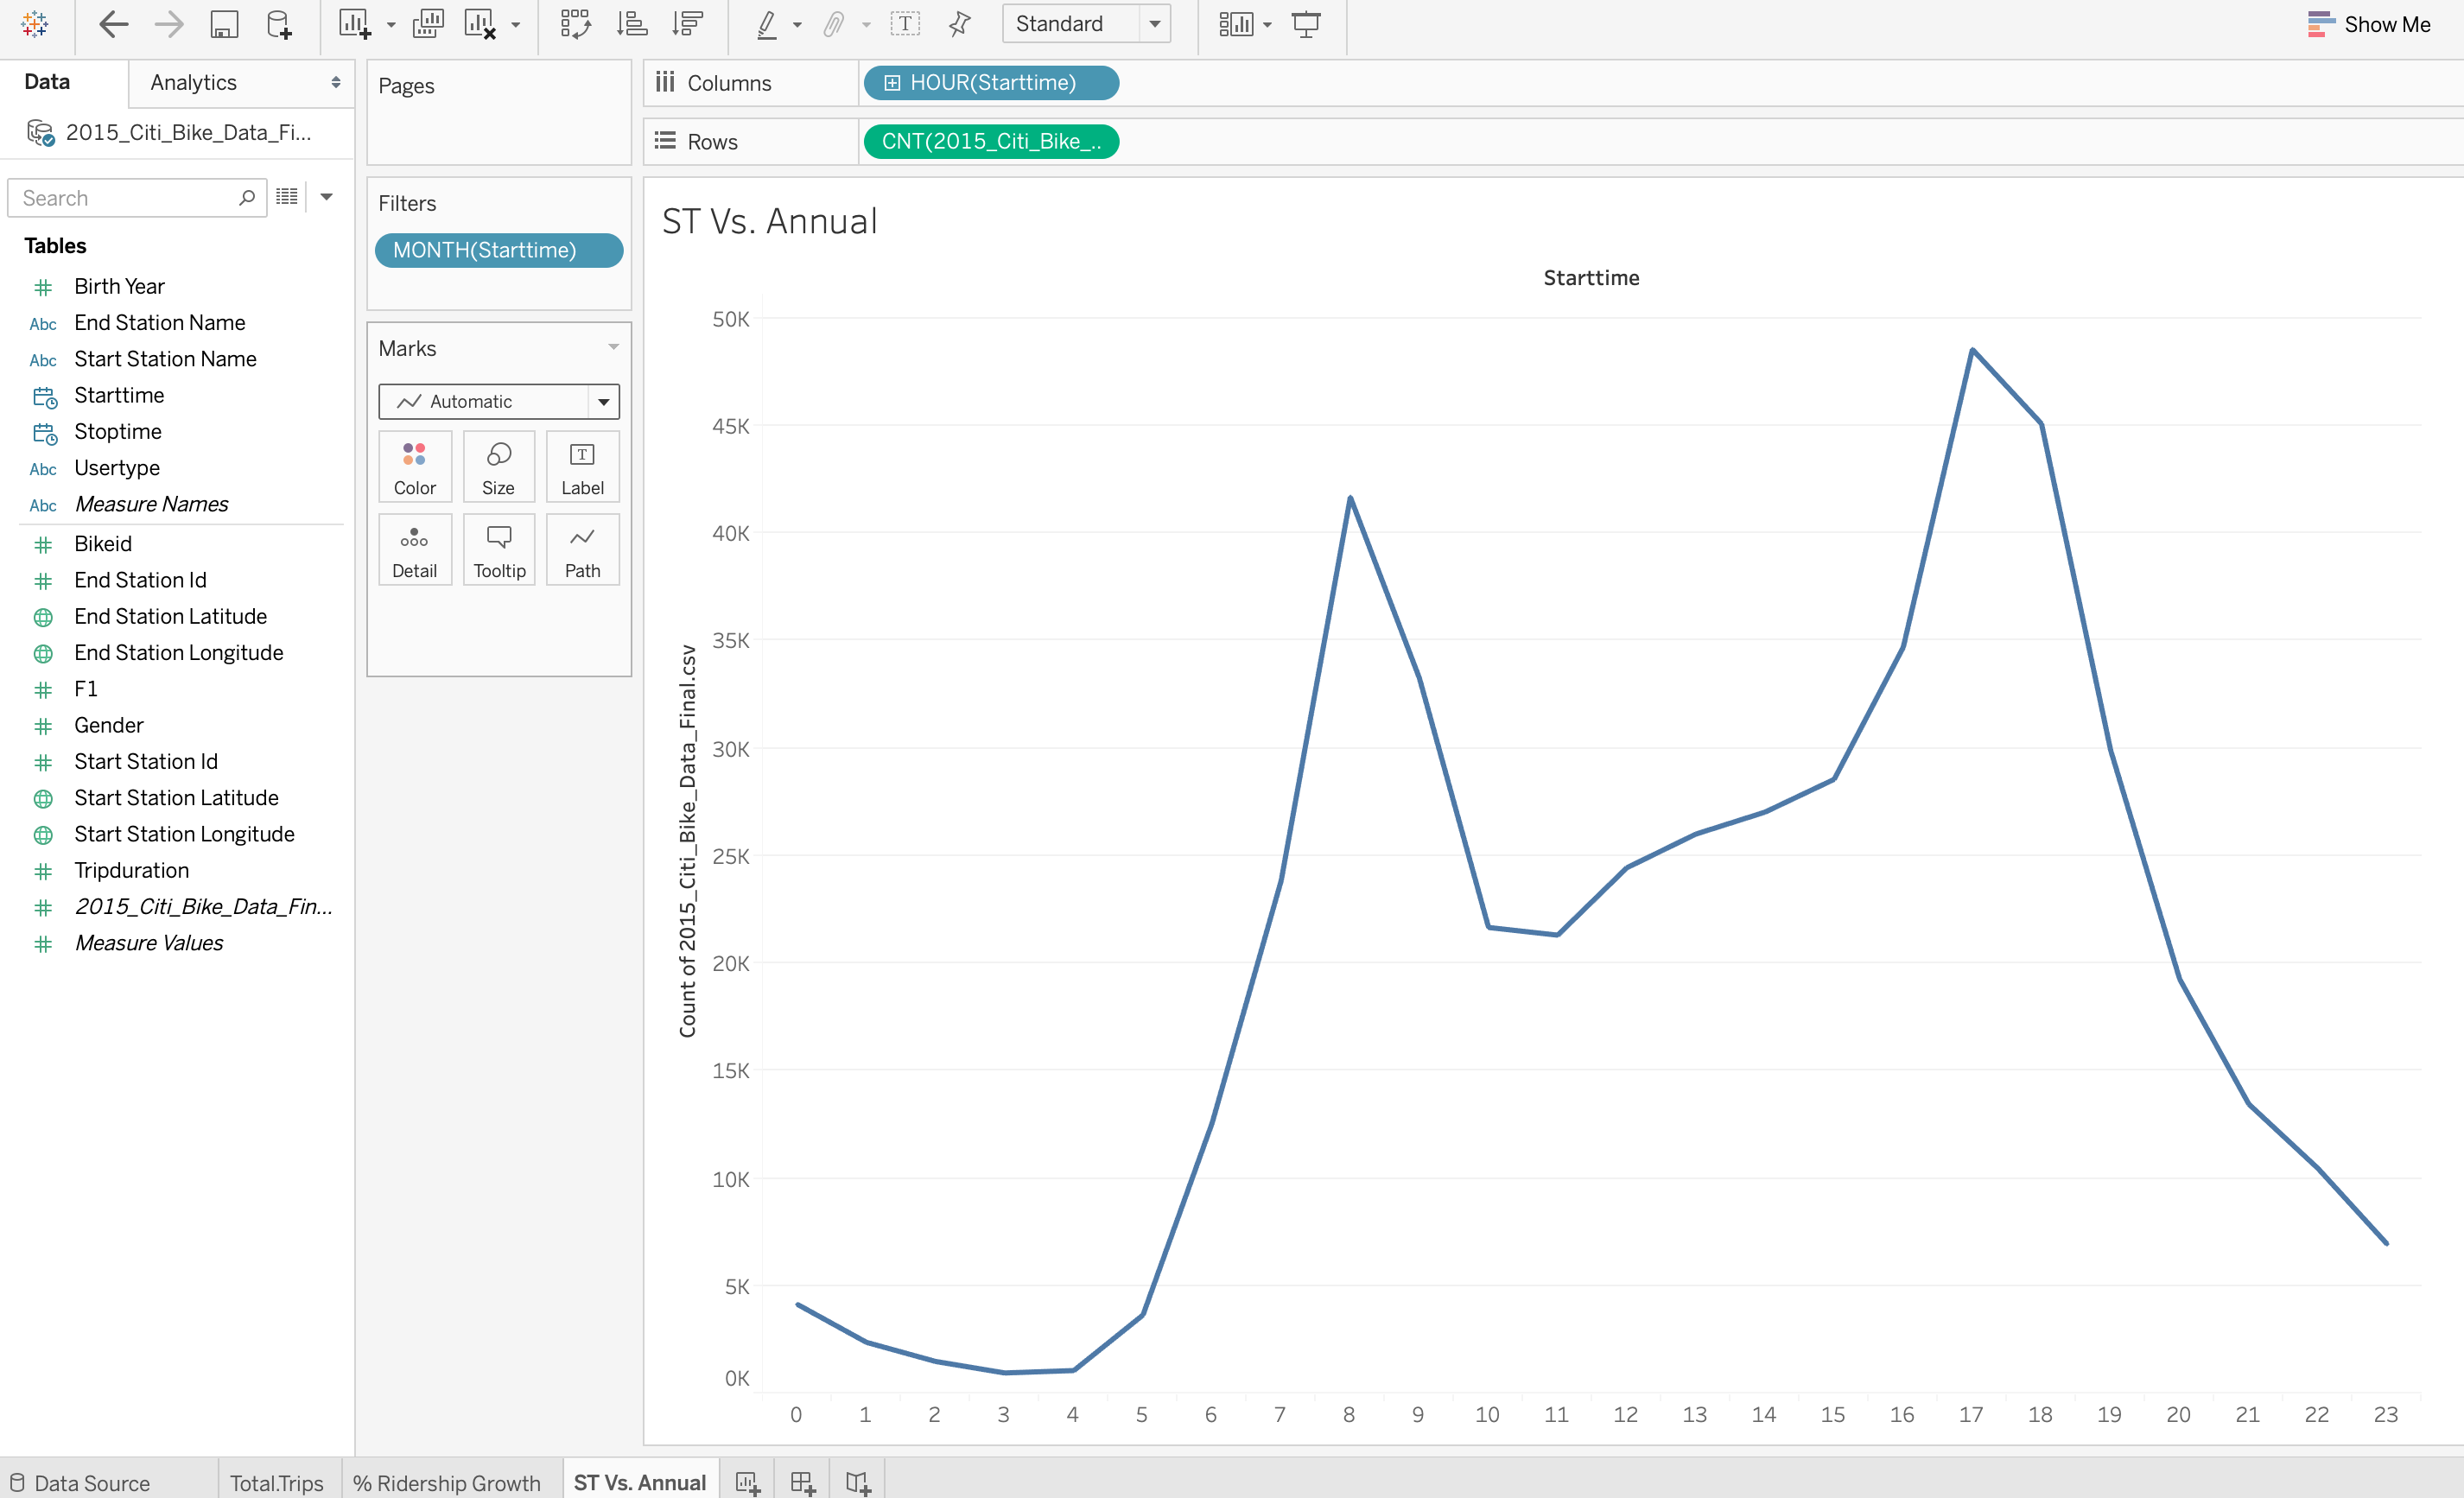 Standard
Show Me
Data
Analytics
2015_Citi_Bike_Data_Fi...
Search
Tables
Birth Year
Abc End Station Name
Abc Start Station Name
Starttime
Stoptime
Abc Usertype
Abc Measure Names
Bikeid
End Station Id
End Station Latitude
End Station Longitude
F1
Gender
Start Station Id
Start Station Latitude
Start Station Longitude
Tripduration
2015_Citi_Bike_Data_Fin...
Measure Values
Pages
Filters
MONTH(Starttime)
Marks
Automatic
Color Size Label
Detail Tooltip Path
Columns HOUR(Starttime)
Rows CNT(2015_Citi_Bike_..
ST Vs. Annual
Starttime
Count of 2015_Citi_Bike_Data_Final.csv
50K
45K
40K
35K
30K
25K
20K
15K
10K
5K
0K
0 1 2 3 4 5 6 7 8 9 10 11 12 13 14 15 16 17 18 19 20 21 22 23
Data Source Total.Trips % Ridership Growth ST Vs. Annual